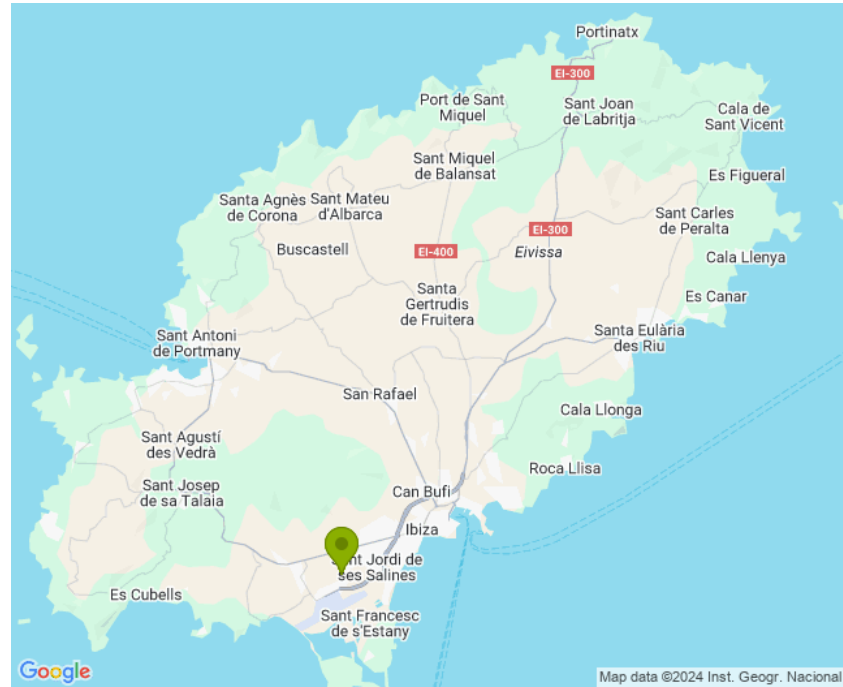 Portinatx
EI-300
Port de Sant
Miquel
Sant Joan
de Labritja
Cala de
Sant Vicent
Sant Miquel
de Balansat
Es Figueral
Santa Agnès
de Corona
Sant Mateu
d'Albarca
Sant Carles
de Peralta
EI-300
Buscastell
EI-400
Eivissa
Cala Llenya
Santa
Gertrudis
de Fruitera
Es Canar
Sant Antoni
de Portmany
Santa Eulària
des Riu
San Rafael
Cala Llonga
Sant Agustí
des Vedrà
Roca Llisa
Sant Josep
de sa Talaia
Can Bufí
Ibiza
Sant Jordi de
ses Salines
Es Cubells
Sant Francesc
de s'Estany
Google
Map data ©2024 Inst. Geogr. Nacional